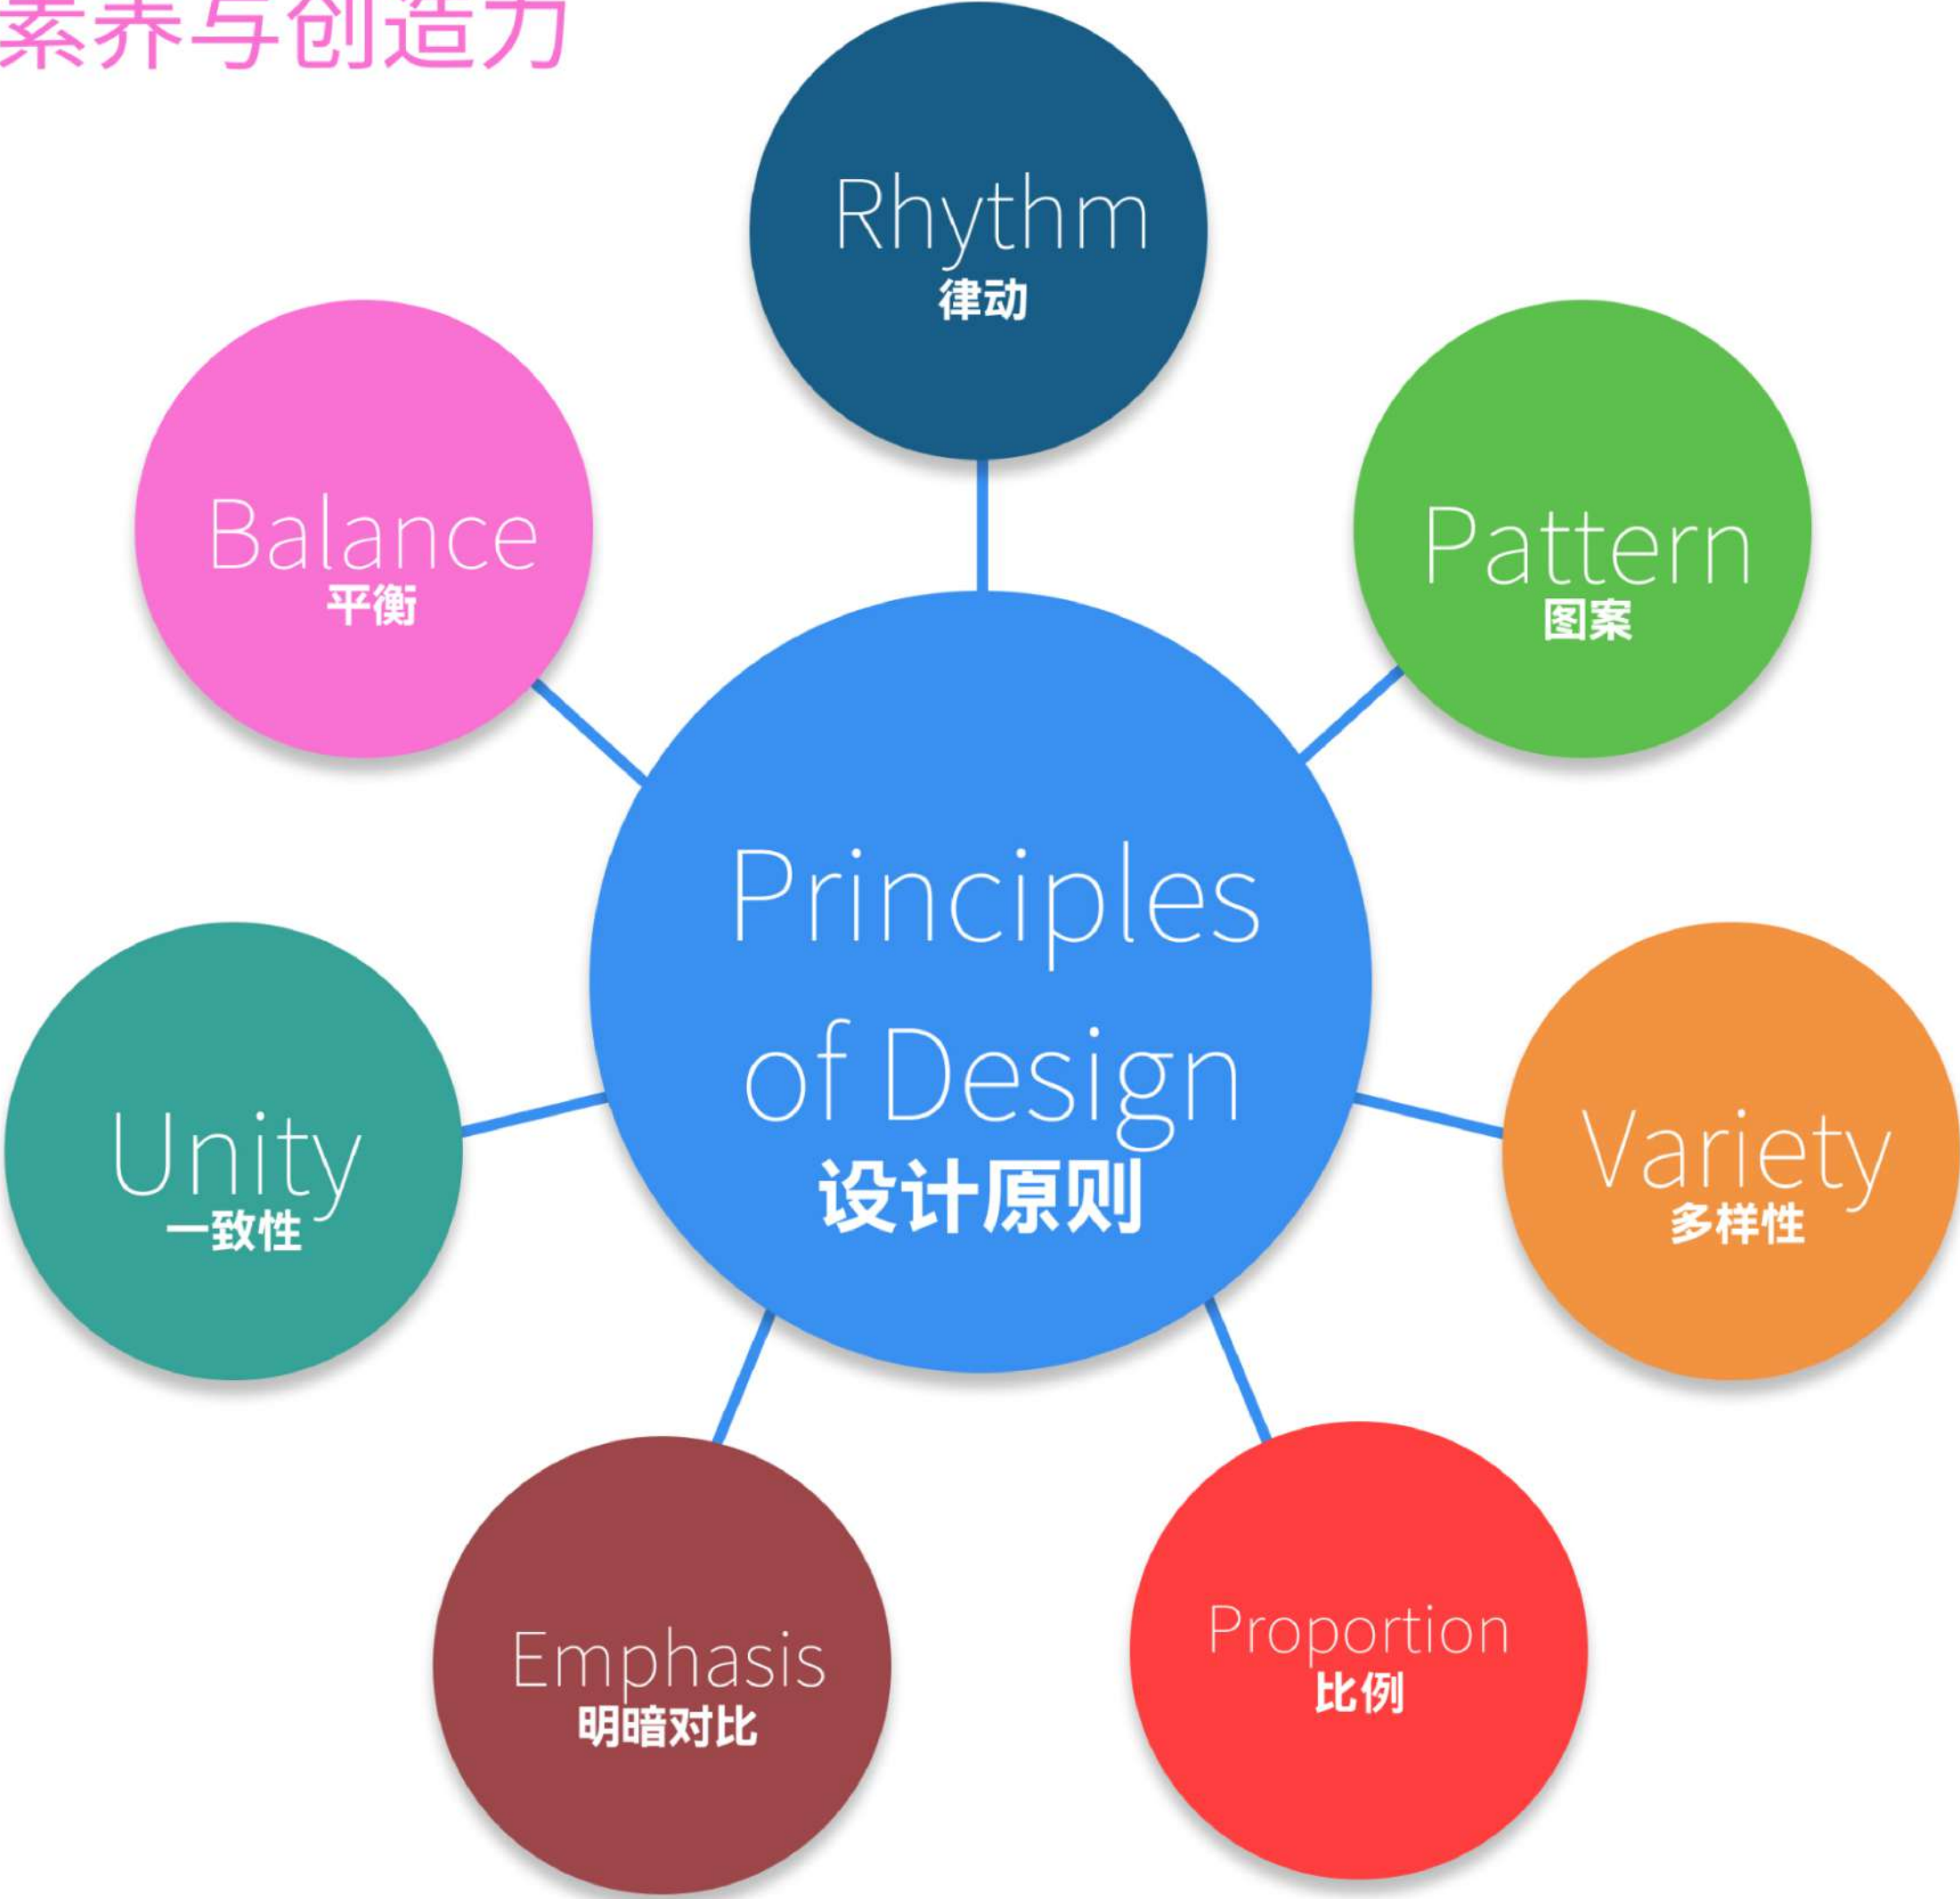 素养与创造力
Rhythm
律动
Balance
平衡
Pattern
图案
Principles
of Design
设计原则
Unity
一致性
Variety
多样性
Emphasis
明暗对比
Proportion
比例